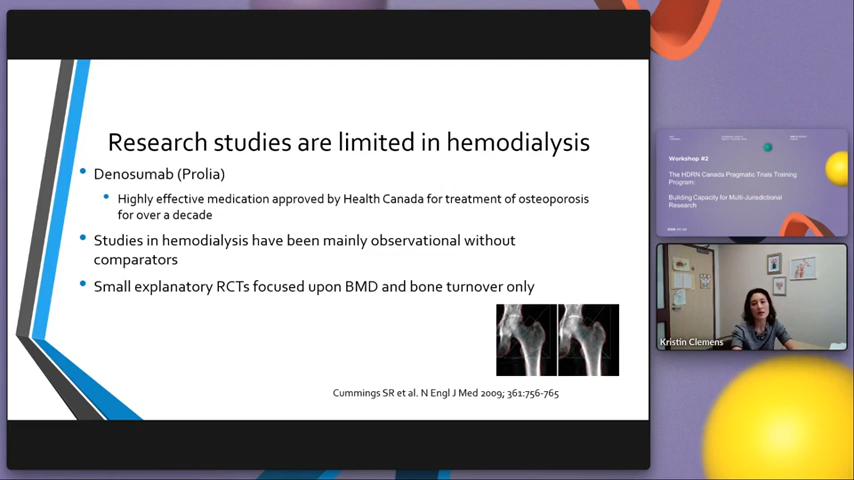 Research studies are limited in hemodialysis
Denosumab (Prolia)
Highly effective medication approved by Health Canada for treatment of osteoporosis
for over a decade
Studies in hemodialysis have been mainly observational without
comparators
Small explanatory RCTs focused upon BMD and bone turnover only
Cummings SR et al. N Engl J Med 2009; 361:756-765
Workshop #2
The HDRN Canada Pragmatic Trials Training
Program:
Building Capacity for Multi-Jurisdictional
Research
Kristin Clemens